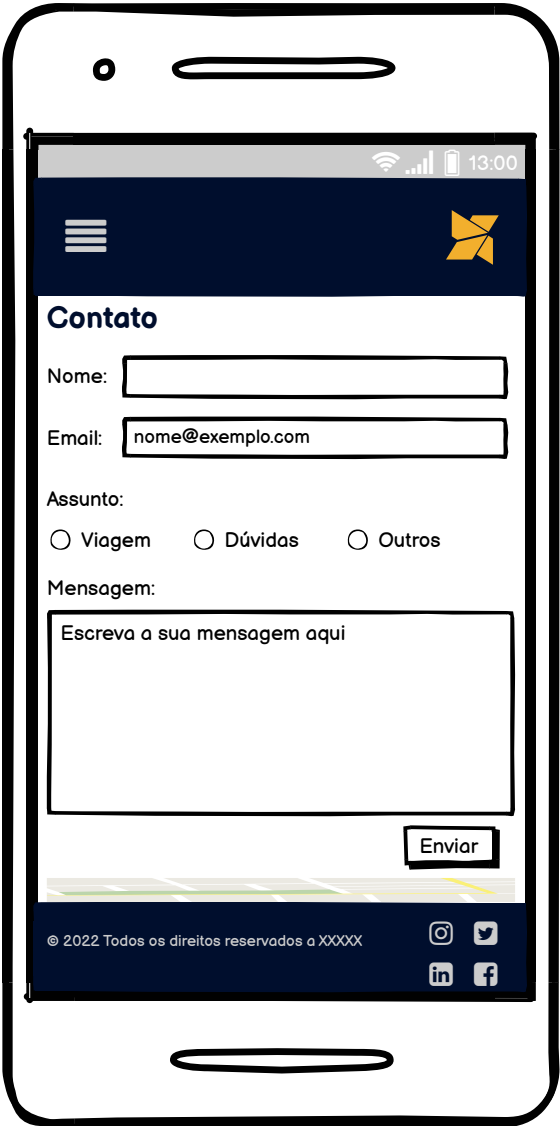 13:00
Contato
Nome:
Email: nome@exemplo.com
Assunto:
Viagem Dúvidas Outros
Mensagem:
Escreva a sua mensagem aqui
Enviar
© 2022 Todos os direitos reservados a XXXXX
in f